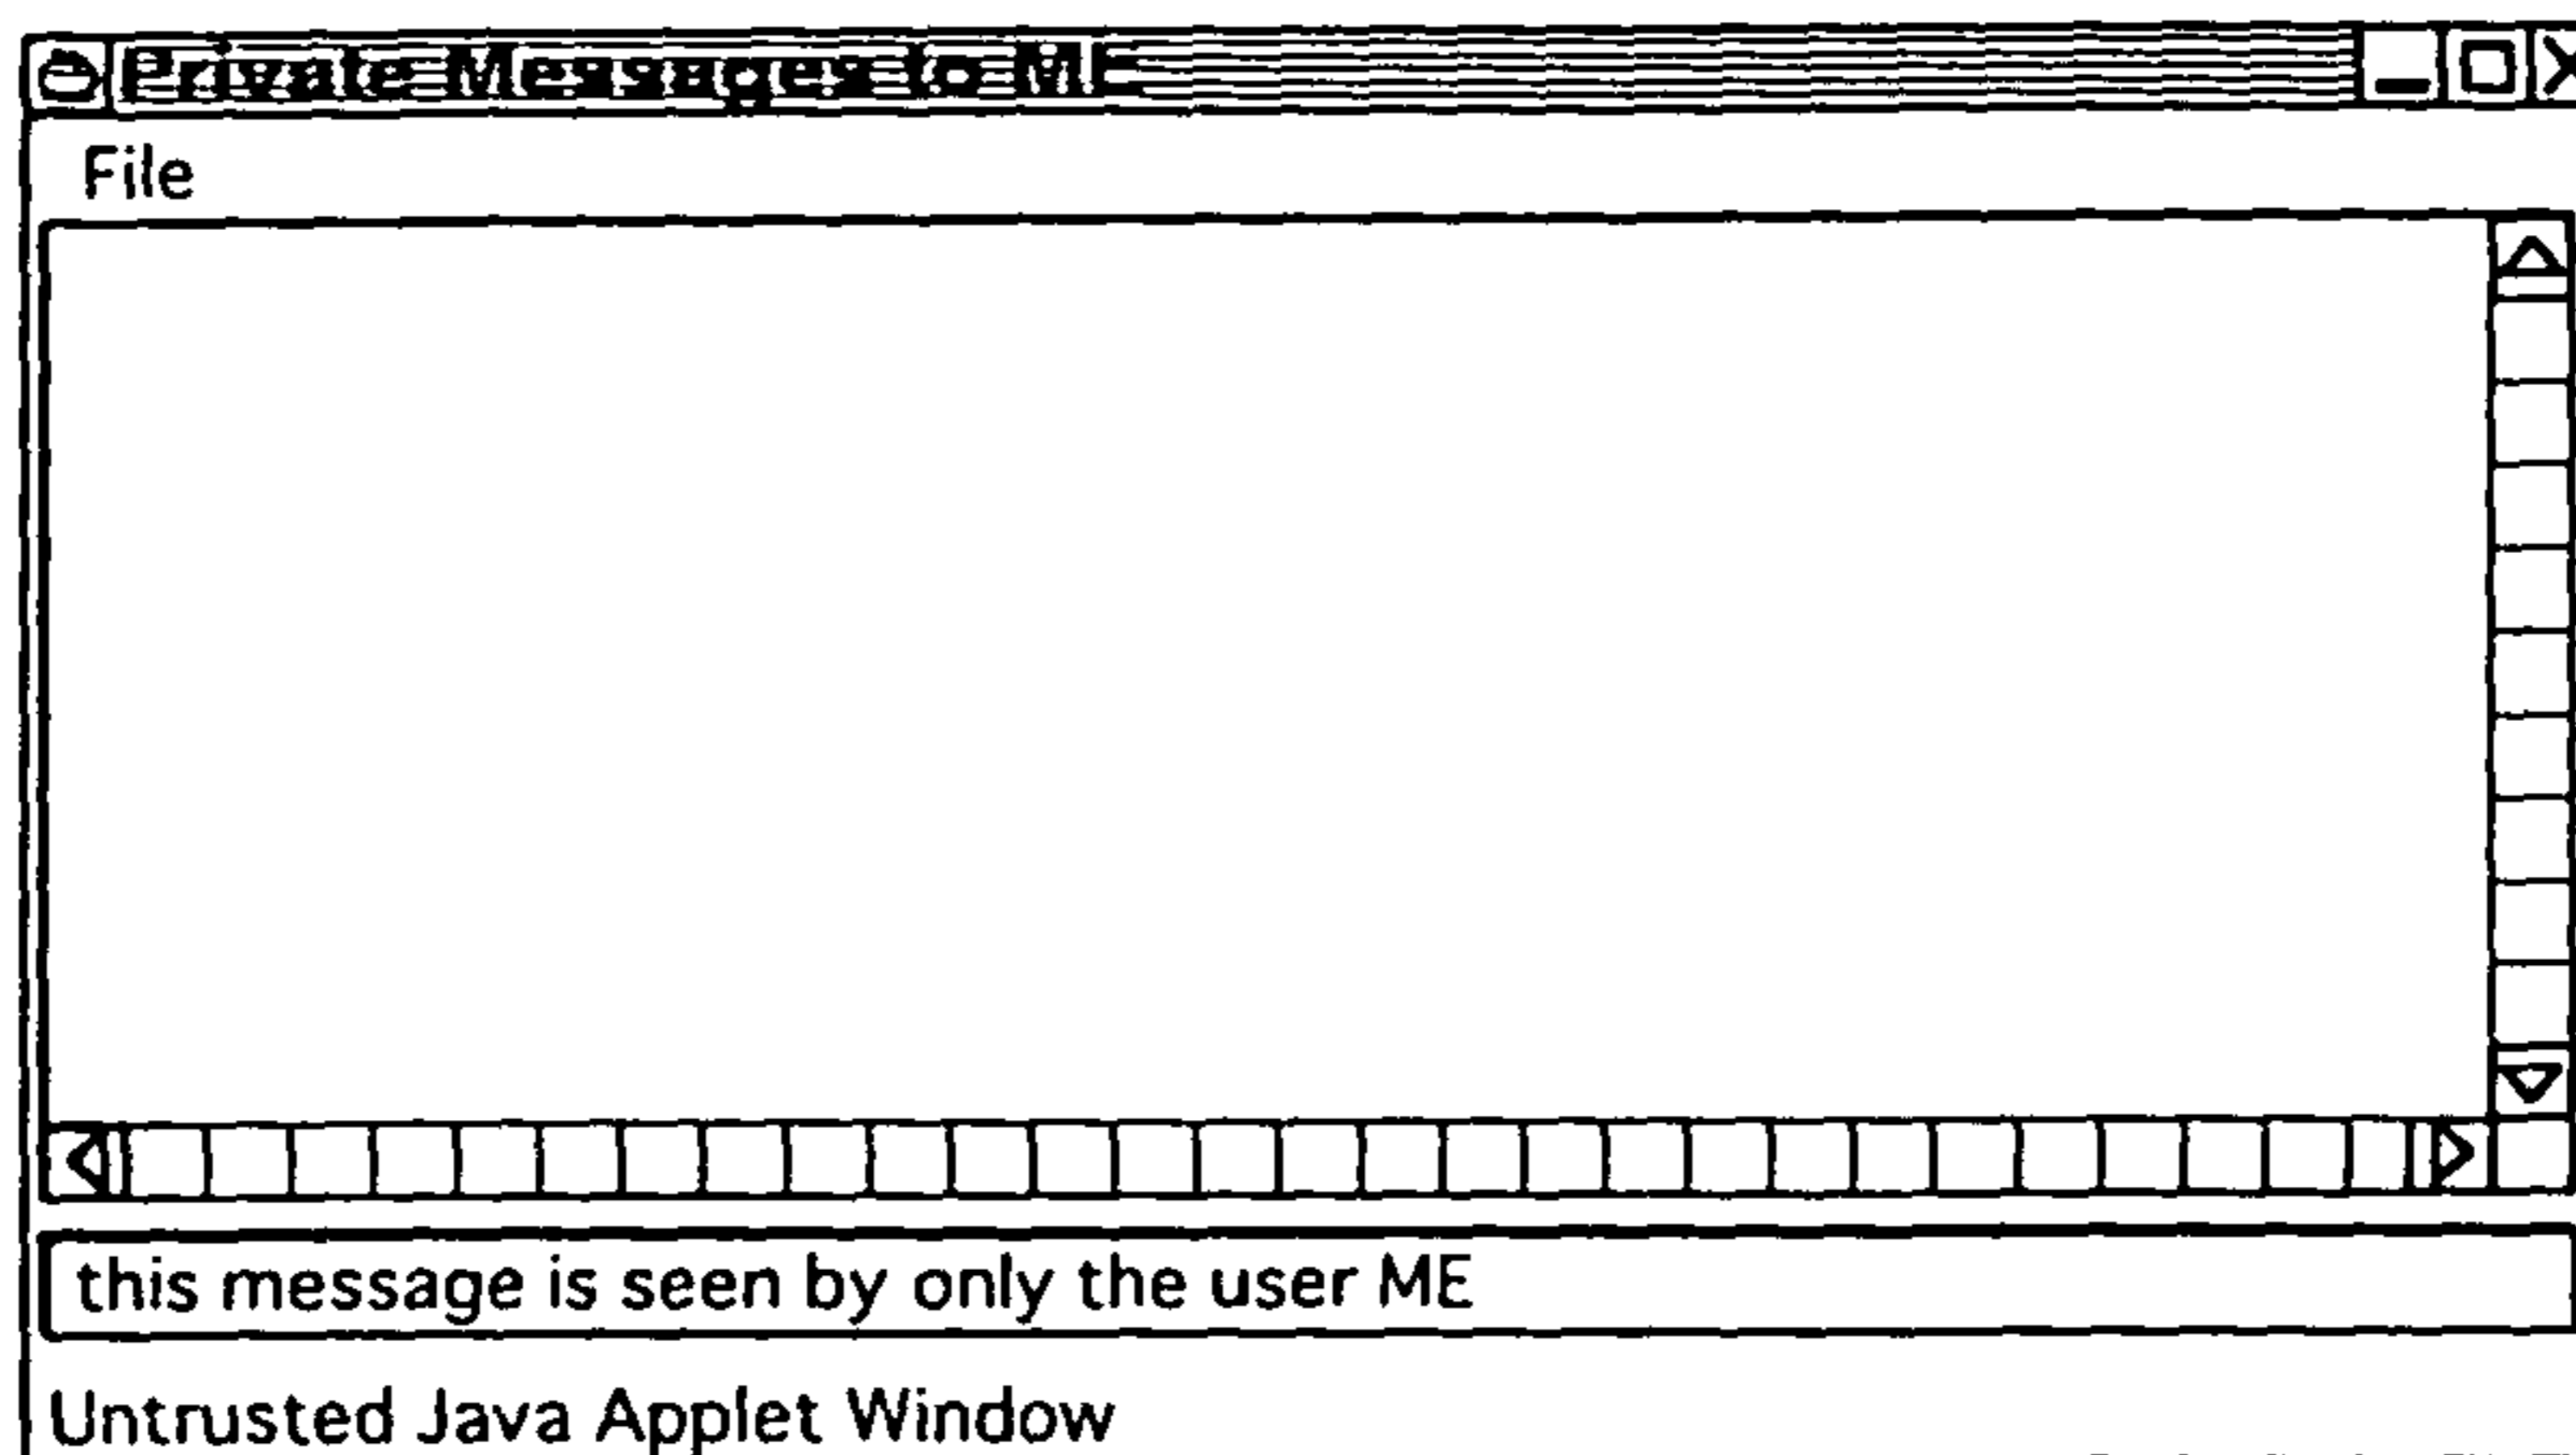 Private Messages to ME
File
this message is seen by only the user ME
Untrusted Java Applet Window